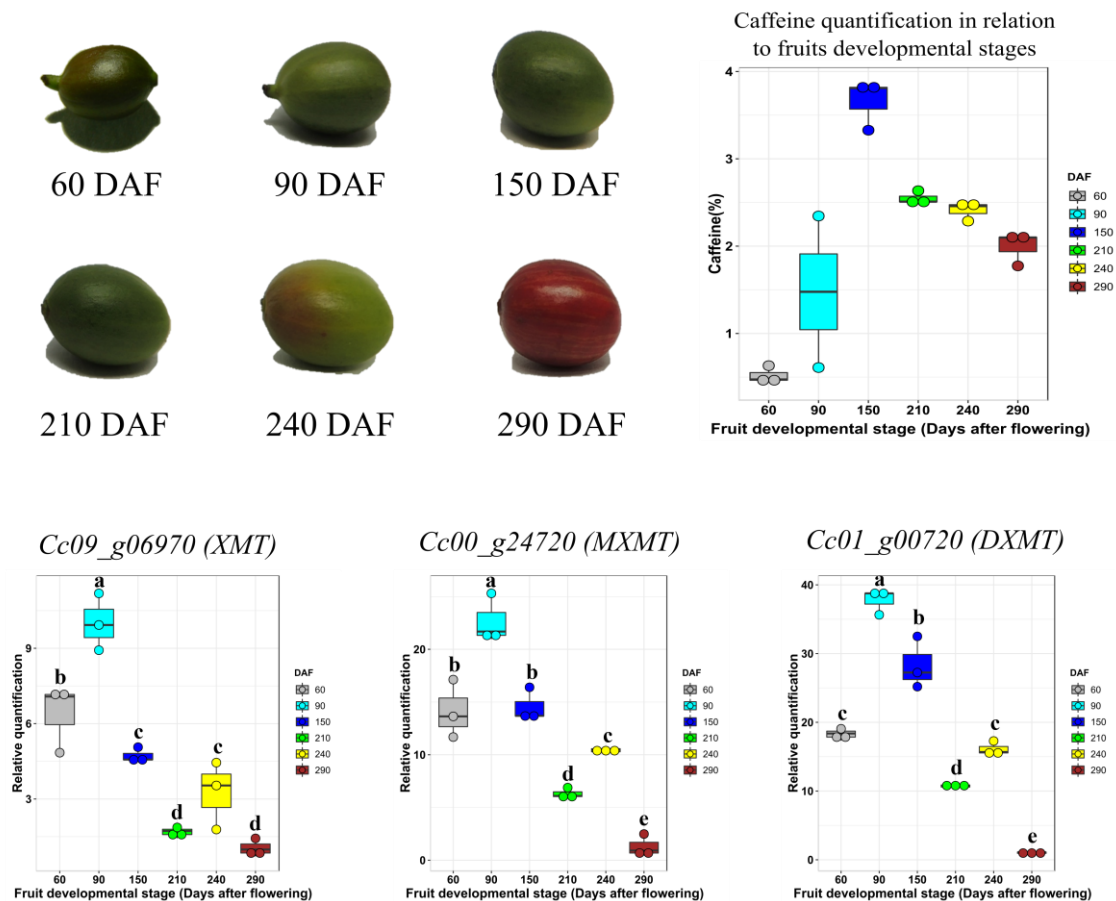 60 DAF
90 DAF
150 DAF
210 DAF
240 DAF
290 DAF
Caffeine quantification in relation
to fruits developmental stages
Caffeine(%)
4
3
2
1
60 90 150 210 240 290
Fruit developmental stage (Days after flowering)
DAF
60
90
150
210
240
290
Cc09_g06970 (XMT)
Relative quantification
9
6
3
a
b
c
d
c
d
60 90 150 210 240 290
Fruit developmental stage (Days after flowering)
DAF
60
90
150
210
240
290
Cc00_g24720 (MXMT)
Relative quantification
20
10
0
b
a
b
d
c
e
60 90 150 210 240 290
Fruit developmental stage (Days after flowering)
DAF
60
90
150
210
240
290
Cc01_g00720 (DXMT)
Relative quantification
40
30
20
10
0
c
a
b
d
c
e
60 90 150 210 240 290
Fruit developmental stage (Days after flowering)
DAF
60
90
150
210
240
290